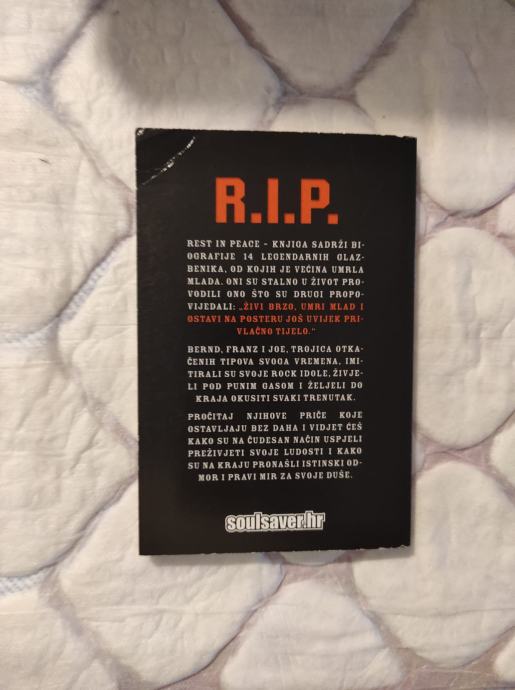 R.I.P.
REST IN PEACE - KNJIGA SADRŽI BI-
OGRAFIJE 14 LEGENDARNIH GLAZ-
BENIKA, OD KOJIH JE VEĆINA UMRLA
MLADA. ONI SU STALNO U ŽIVOT PRO-
VODILI ONO ŠTO SU DRUGI PROPO-
VIJEDALI: „ŽIVI BRZO, UMRI MLAD I
OSTAVI NA POSTERU JOŠ UVIJEK PRI-
VLAČNO TIJELO.“
BERND, FRANZ I JOE, TROJICA OTKA-
ČENIH TIPOVA SVOGA VREMENA, IMI-
TIRALI SU SVOJE ROCK IDOLE, ŽIVJE-
LI POD PUNIM GASOM I ŽELJELI DO
KRAJA OKUSITI SVAKI TRENUTAK.
PROČITAJ NJIHOVE PRIČE KOJE
OSTAVLJAJU BEZ DAHA I VIDJET ĆEŠ
KAKO SU NA ČUDESAN NAČIN USPJELI
PREŽIVJETI SVOJE LUDOSTI I KAKO
SU NA KRAJU PRONAŠLI ISTINSKI OD-
MOR I PRAVI MIR ZA SVOJE DUŠE.
soulsaver.hr